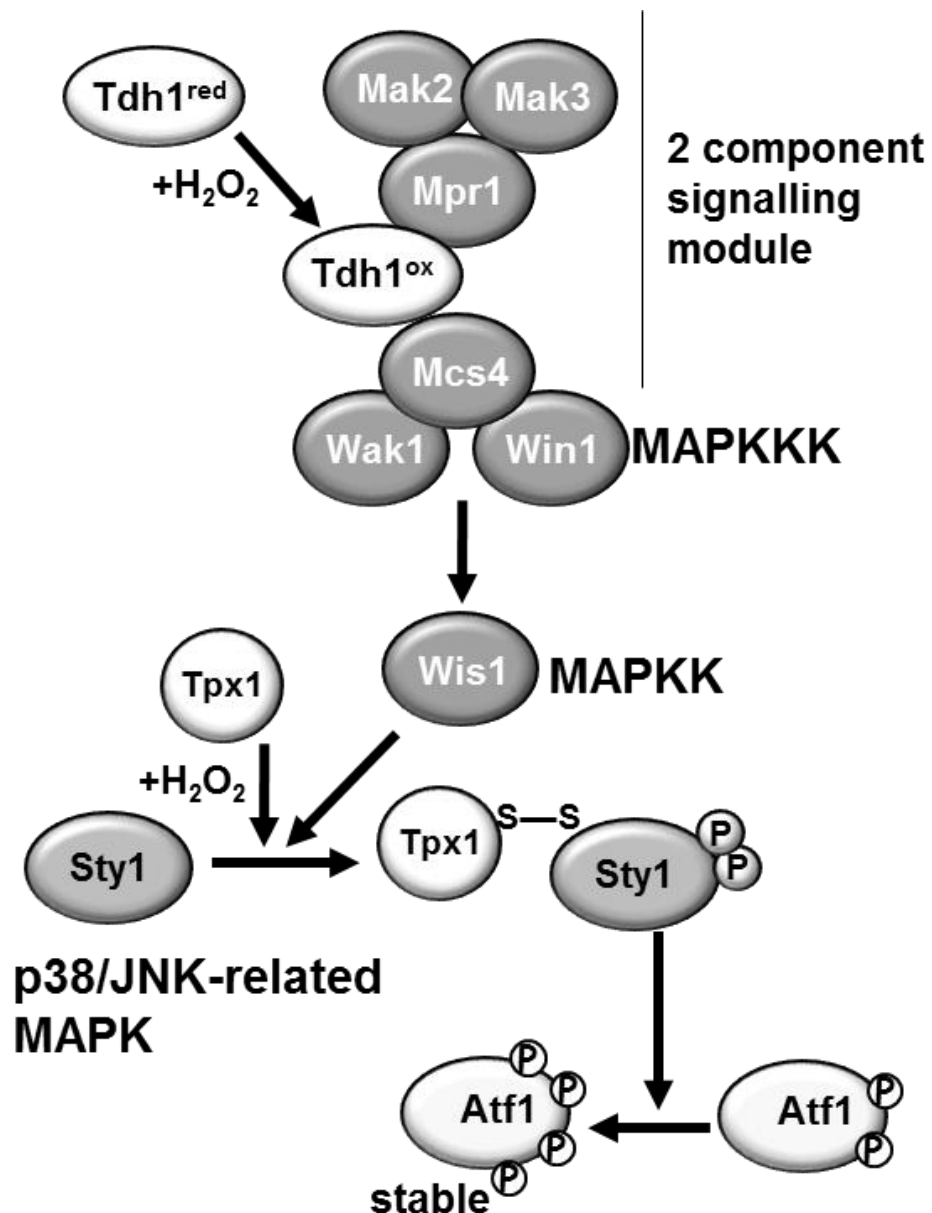 Tdh1red
Mak2
Mak3
2 component
signalling
module
+H2O2
Mpr1
Tdh1ox
Mcs4
Wak1
Win1
MAPKKK
Wis1
MAPKK
Tpx1
+H2O2
Sty1
Tpx1
S—S
Sty1
P
P
p38/JNK-related
MAPK
Atf1
P
P
P
P
stable
Atf1
P
P